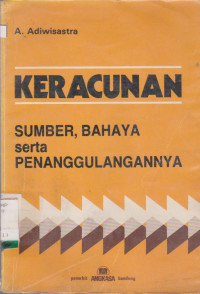 A. Adiwisastra
KERACUNAN
SUMBER, BAHAYA
serta
PENANGGULANGANNYA
penerbit ANGKASA bandung